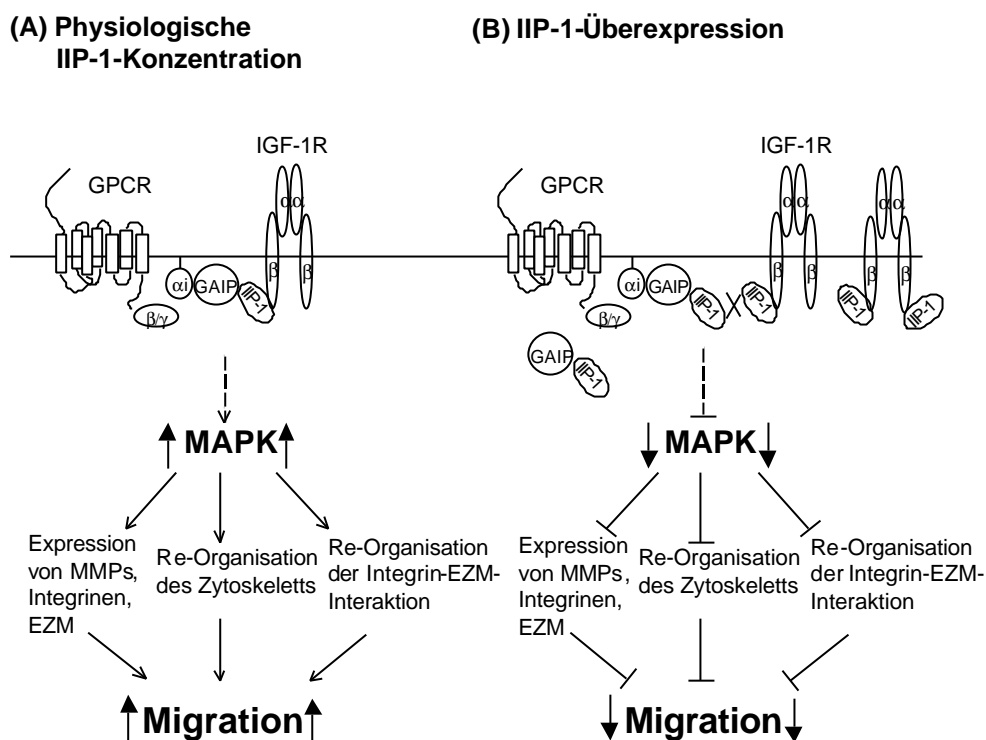 (A) Physiologische
IIP-1-Konzentration
IGF-1R
GPCR
αα
αi
GAIP
IIP-1
β
β
β/γ
MAPK
Expression
von MMPs,
Integrinen,
EZM
Re-Organisation
des Zytoskeletts
Re-Organisation
der Integrin-EZM-
Interaktion
Migration
(B) IIP-1-Überexpression
IGF-1R
GPCR
αα
αα
αi
GAIP
IIP-1
IIP-1
β
β
β
β
IIP-1
IIP-1
β/γ
GAIP
IIP-1
MAPK
Expression
von MMPs,
Integrinen,
EZM
Re-Organisation
des Zytoskeletts
Re-Organisation
der Integrin-EZM-
Interaktion
Migration